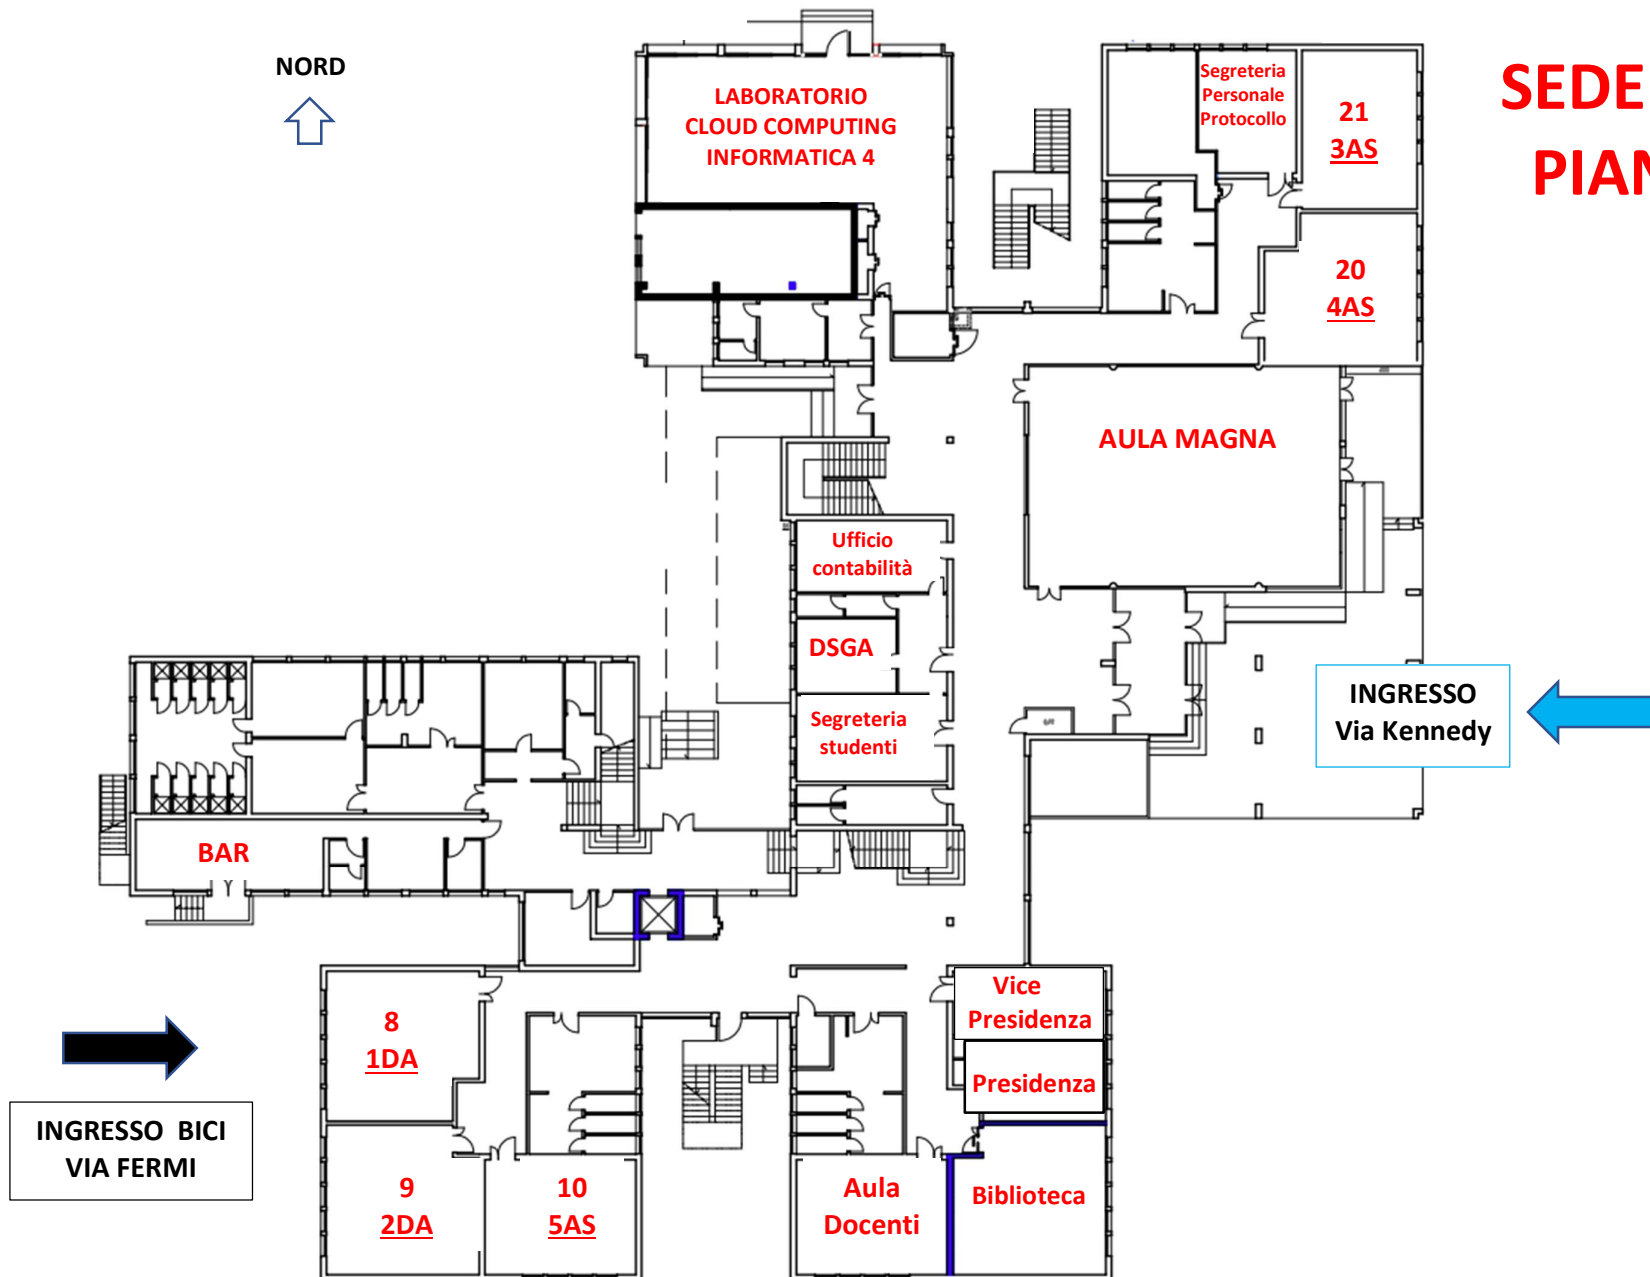 NORD
LABORATORIO
CLOUD COMPUTING
INFORMATICA 4
Segreteria
Personale
Protocollo
21
3AS
SEDE
PIAN
20
4AS
AULA MAGNA
Ufficio
contabilità
DSGA
Segreteria
studenti
INGRESSO
Via Kennedy
BAR
8
1DA
Vice
Presidenza
Presidenza
INGRESSO BICI
VIA FERMI
9
2DA
10
5AS
Aula
Docenti
Biblioteca